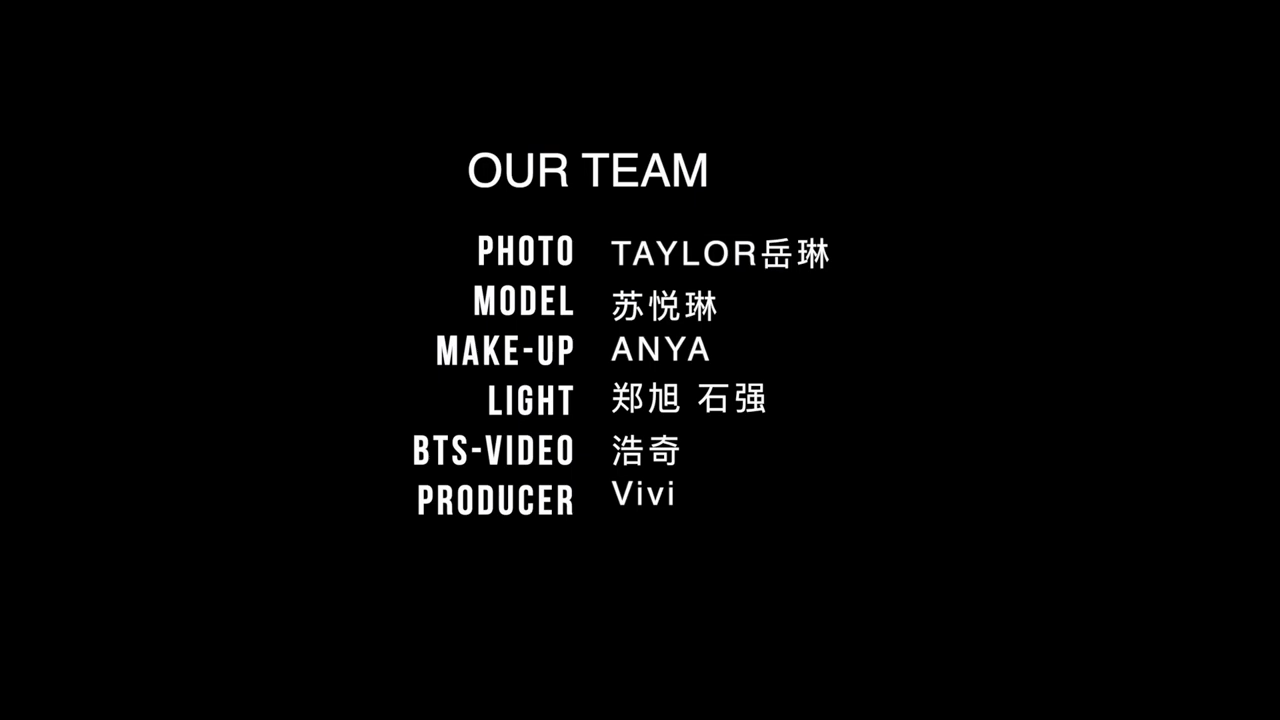 OUR TEAM
PHOTO TAYLOR岳琳
MODEL 苏悦琳
MAKE-UP ANYA
LIGHT 郑旭 石强
BTS-VIDEO 浩奇
PRODUCER Vivi